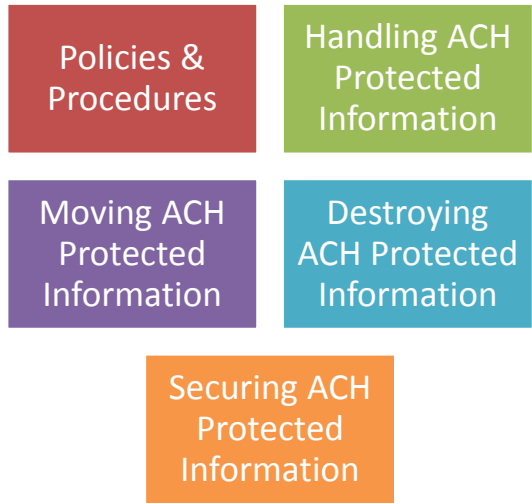 Policies &
Procedures
Handling ACH
Protected
Information
Moving ACH
Protected
Information
Destroying
ACH Protected
Information
Securing ACH
Protected
Information